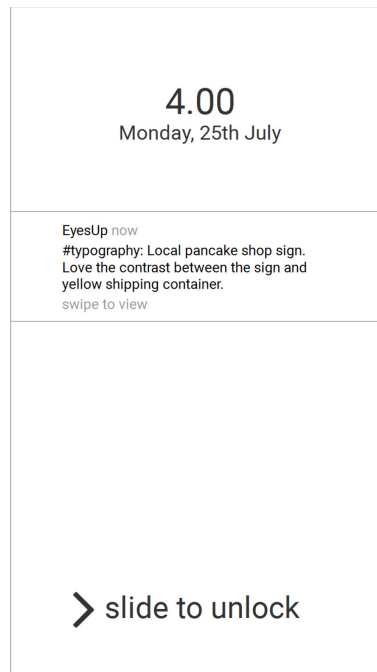 4.00
Monday, 25th July
EyesUp now
#typography: Local pancake shop sign.
Love the contrast between the sign and
yellow shipping container.
swipe to view
slide to unlock